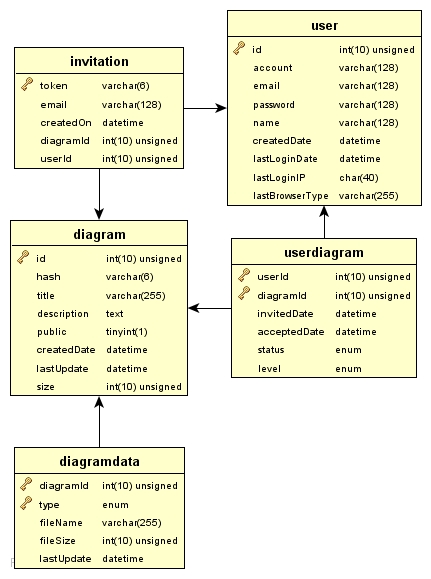 user
id int(10) unsigned
account varchar(128)
email varchar(128)
password varchar(128)
name varchar(128)
createdDate datetime
lastLoginDate datetime
lastLoginIP char(40)
lastBrowserType varchar(255)
invitation
token varchar(6)
email varchar(128)
createdOn datetime
diagramId int(10) unsigned
userId int(10) unsigned
diagram
id int(10) unsigned
hash varchar(6)
title varchar(255)
description text
public tinyint(1)
createdDate datetime
lastUpdate datetime
size int(10) unsigned
userdiagram
userId int(10) unsigned
diagramId int(10) unsigned
invitedDate datetime
acceptedDate datetime
status enum
level enum
diagramdata
diagramId int(10) unsigned
type enum
fileName varchar(255)
fileSize int(10) unsigned
lastUpdate datetime